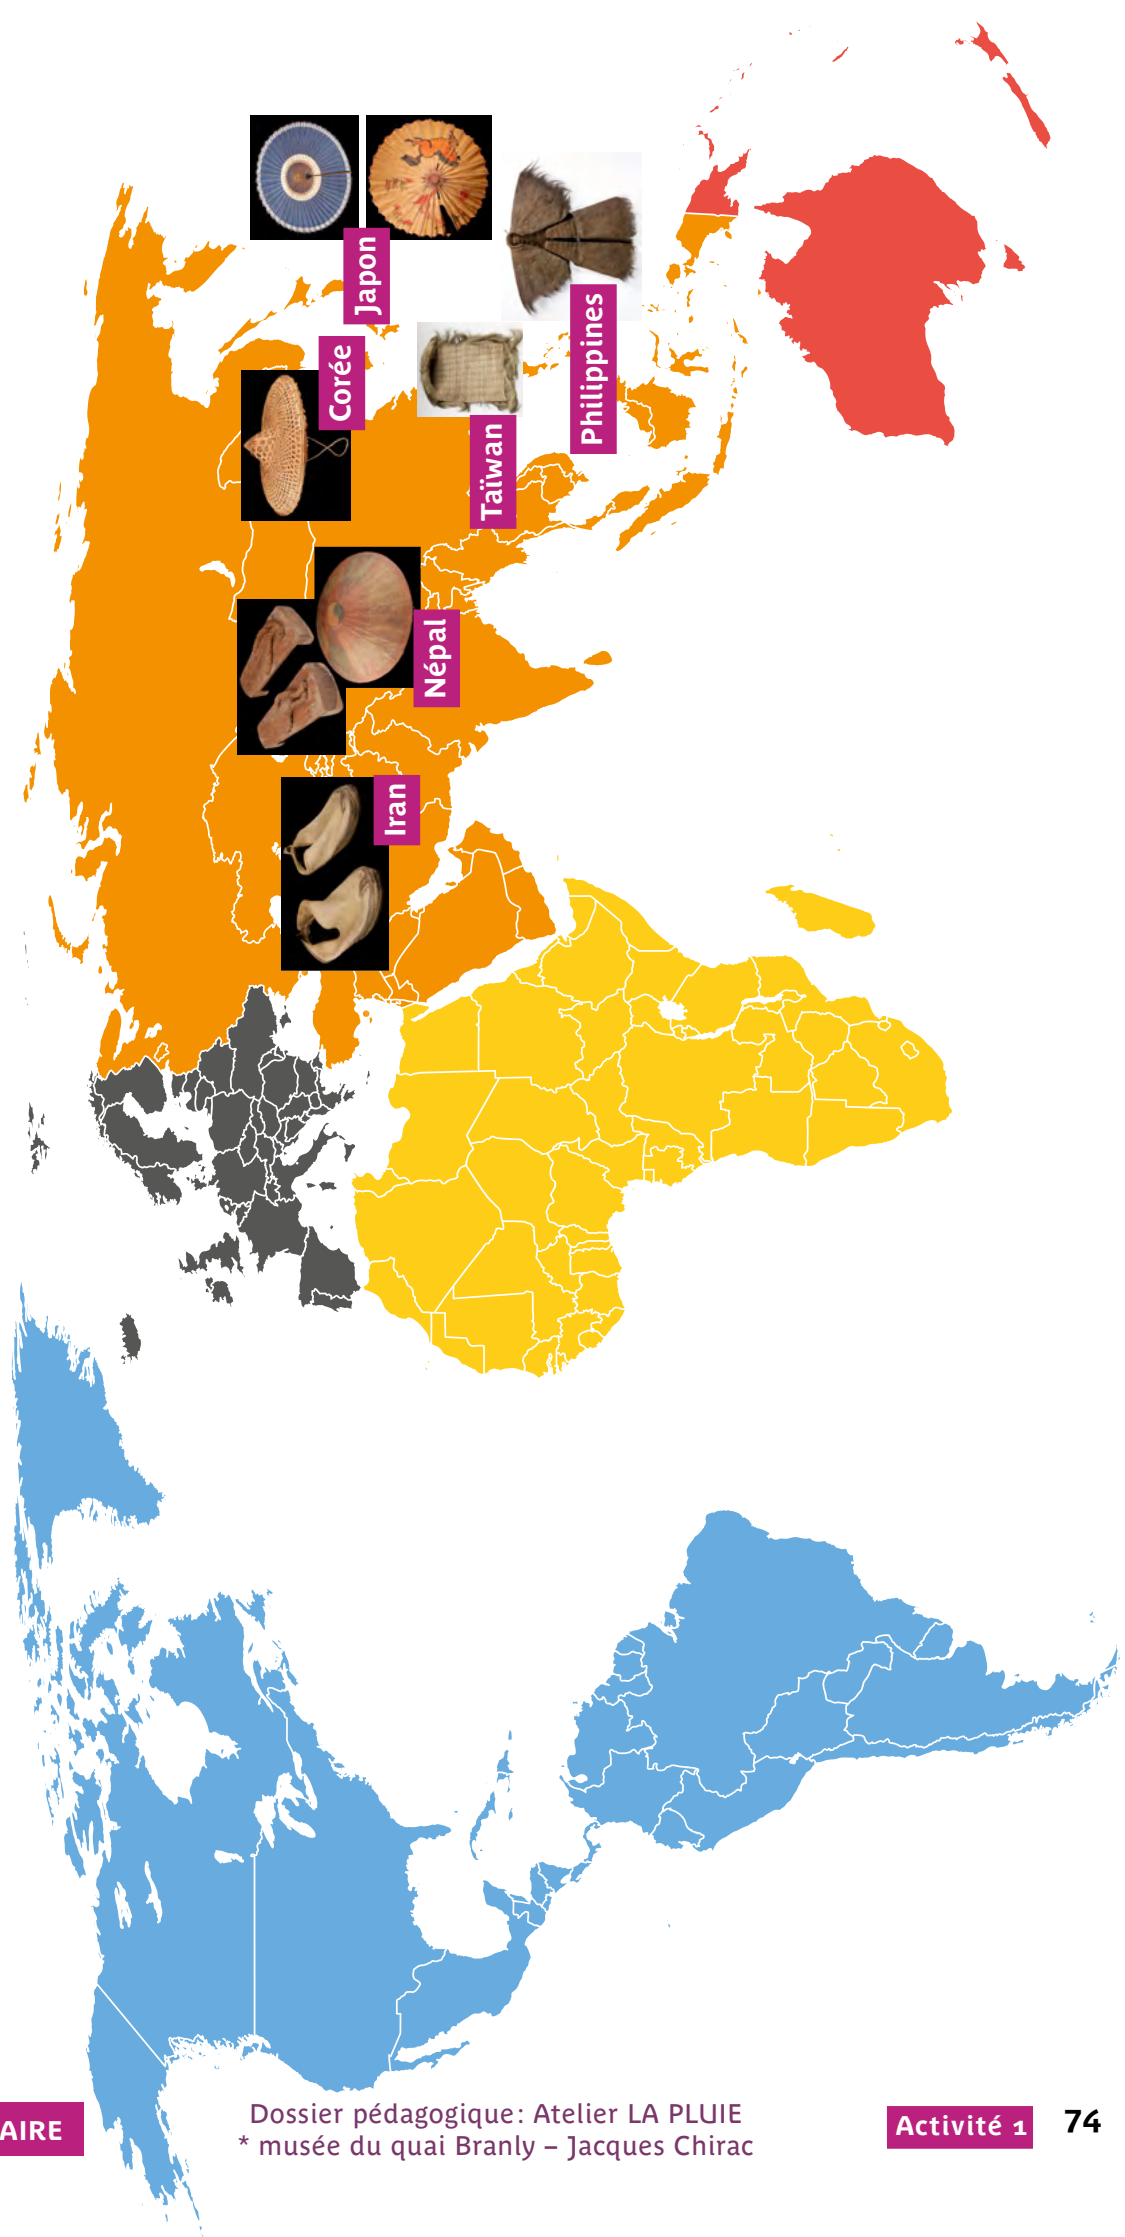 Japon
Corée
Philippines
Taïwan
Népal
Iran
AIRE
Dossier pédagogique: Atelier LA PLUIE
* musée du quai Branly – Jacques Chirac
Activité 1
74